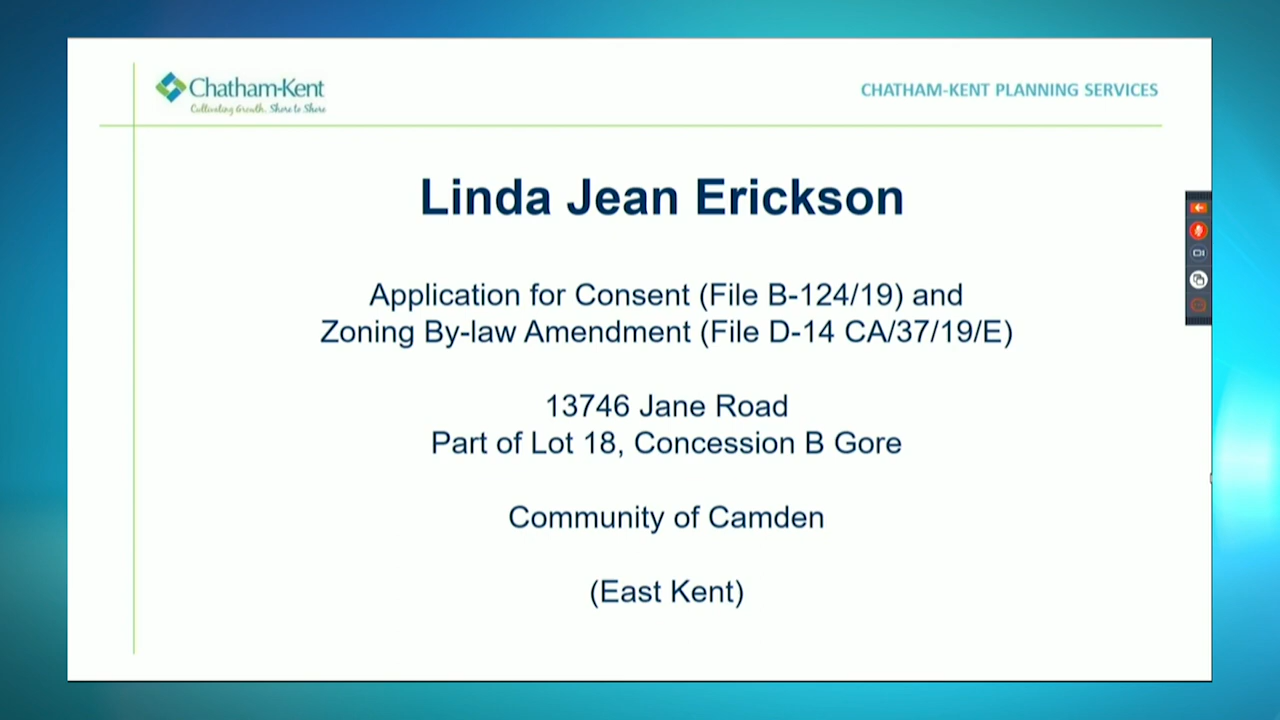 Chatham-Kent
Cultivating Growth. Shore to Shore
CHATHAM-KENT PLANNING SERVICES
Linda Jean Erickson
Application for Consent (File B-124/19) and
Zoning By-law Amendment (File D-14 CA/37/19/E)
13746 Jane Road
Part of Lot 18, Concession B Gore
Community of Camden
(East Kent)